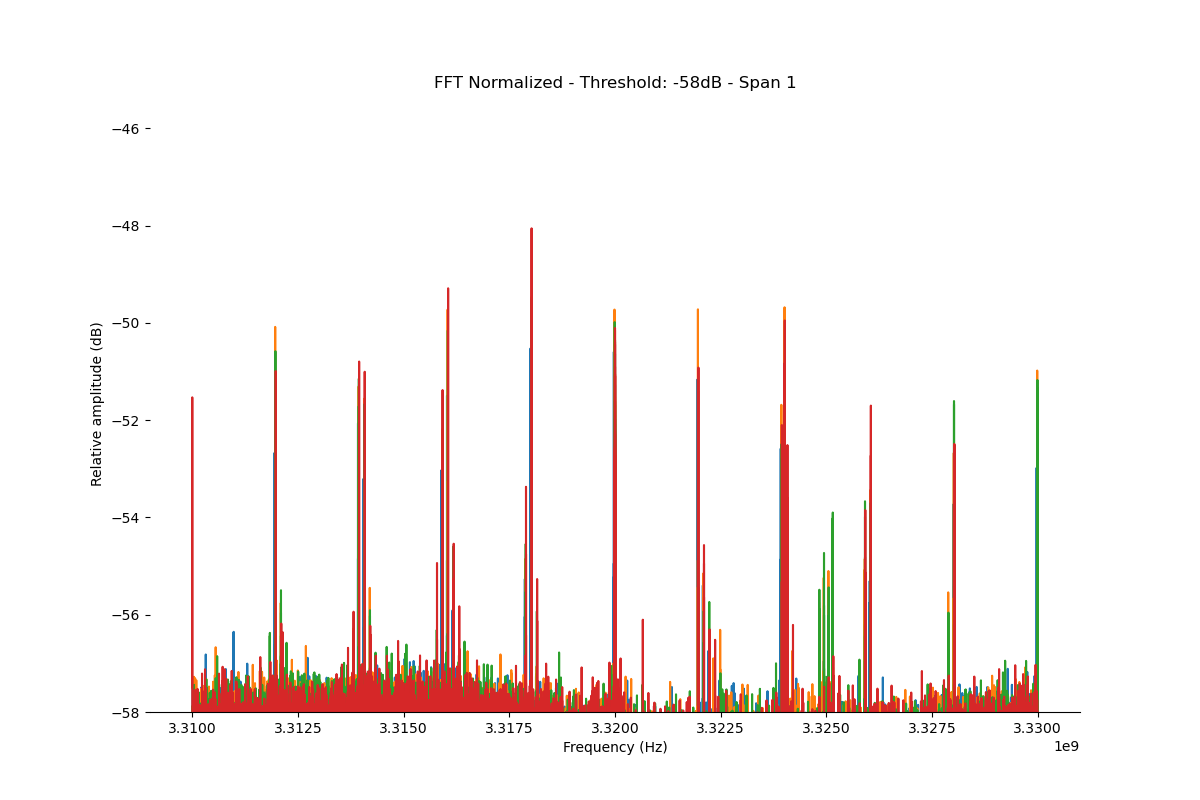 FFT Normalized - Threshold: -58dB - Span 1
−46
−48
−50
−52
−54
−56
−58
Relative amplitude (dB)
3.3100 3.3125 3.3150 3.3175 3.3200 3.3225 3.3250 3.3275 3.3300
1e9
Frequency (Hz)